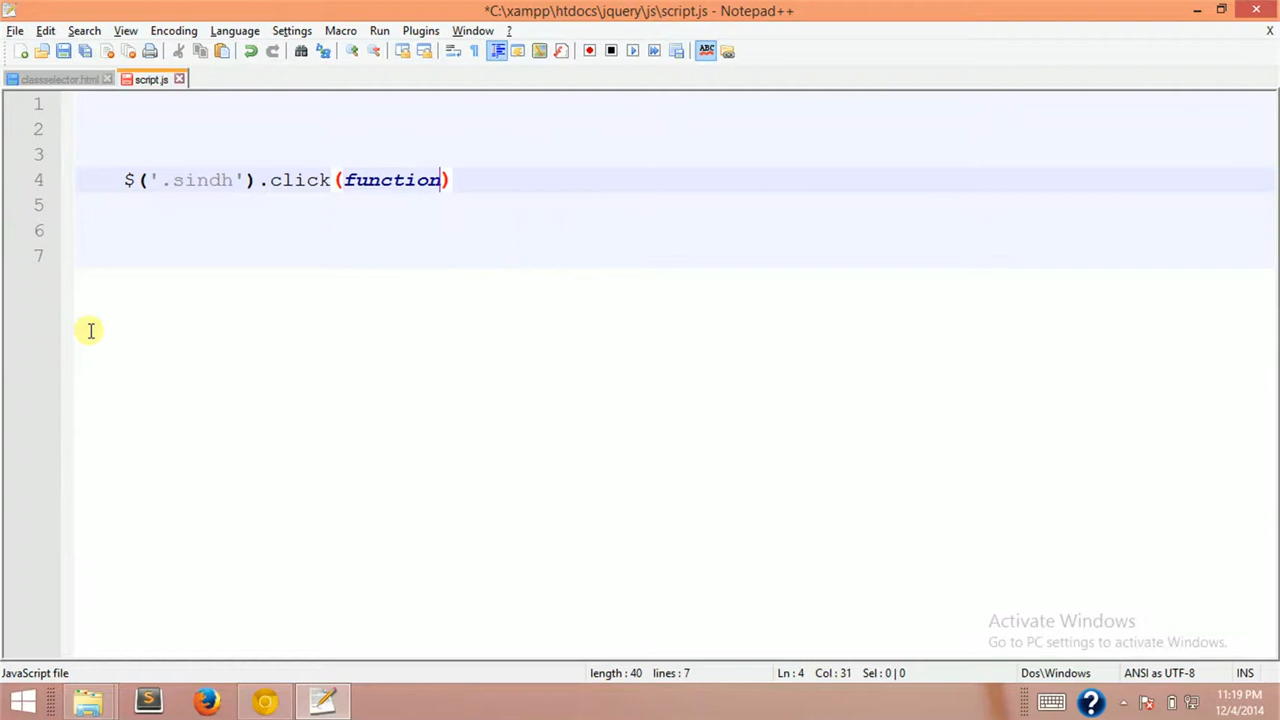 *C:\xampp\htdocs\jquery\js\script.js - Notepad++
File Edit Search View Encoding Language Settings Macro Run Plugins Window ? X
ABC
classselector.html script.js
1
2
3
4 $('.sindh').click(function)
5
6
7
Activate Windows
Go to PC settings to activate Windows.
JavaScript file length : 40 lines : 7 Ln : 4 Col : 31 Sel : 0 | 0 Dos\Windows ANSI as UTF-8 INS
S ? 11:19 PM
12/4/2014